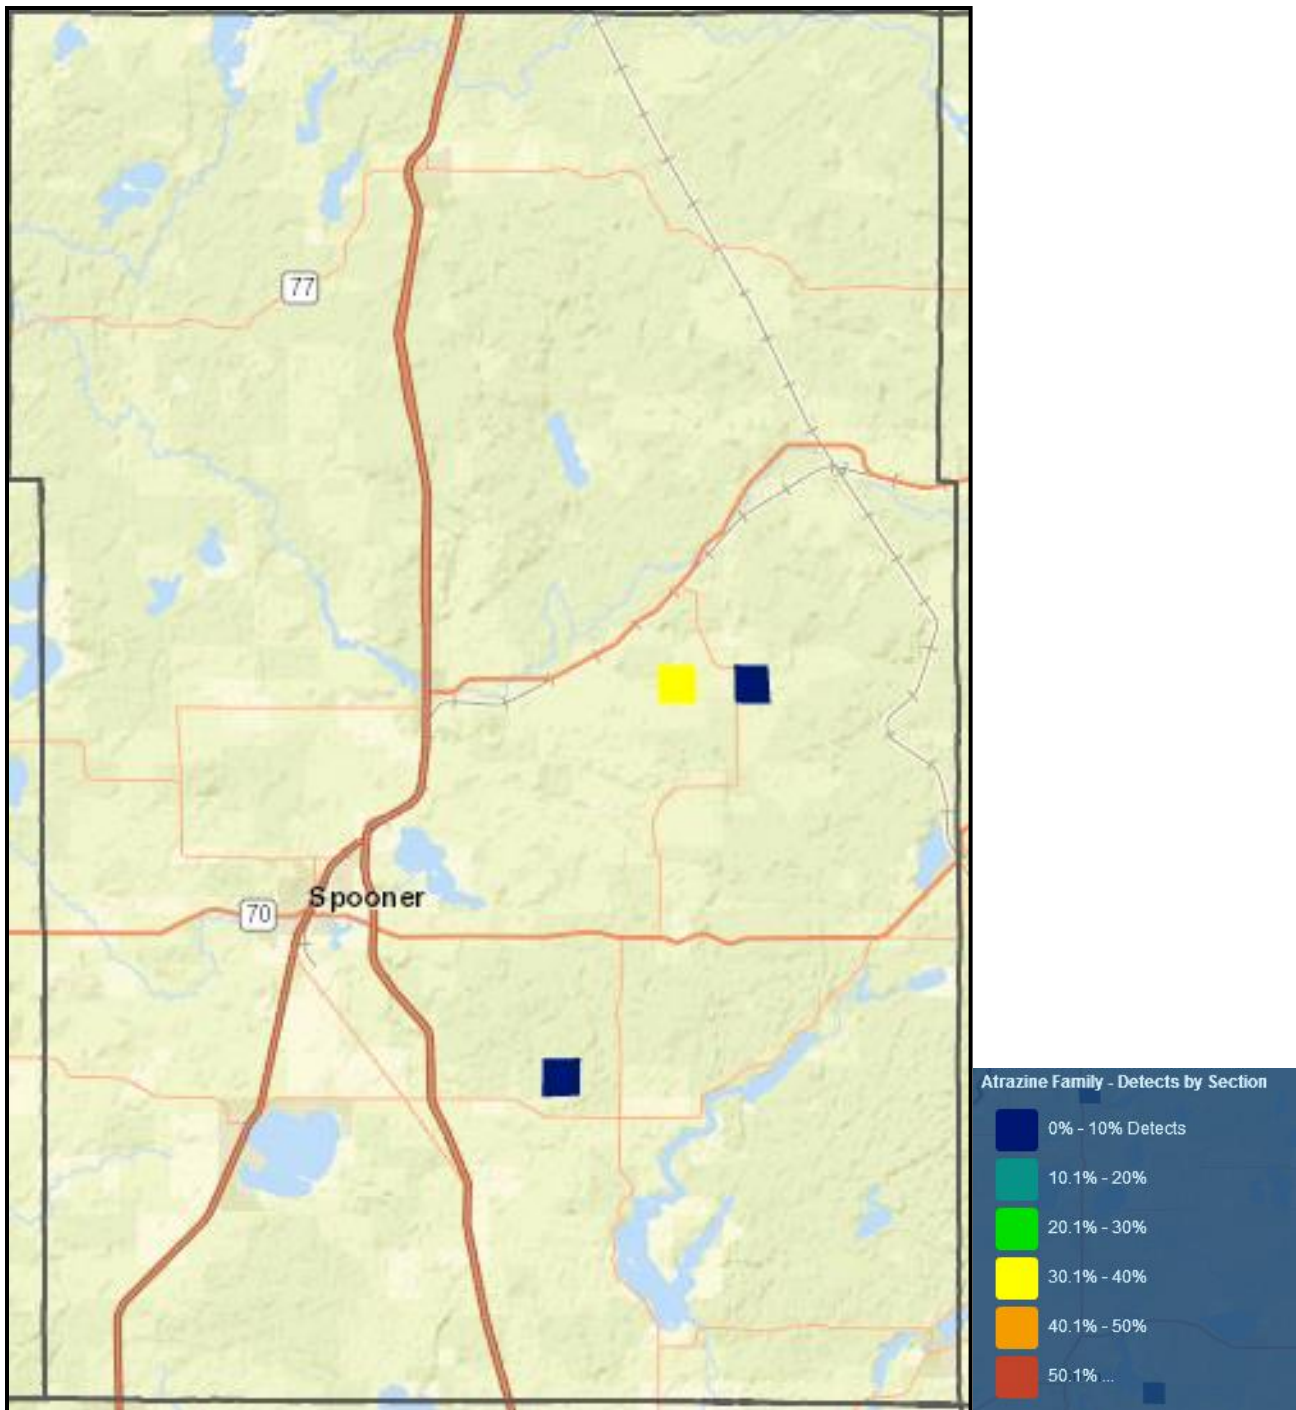 77
Spooner
70
Atrazine Family - Detects by Section
0% - 10% Detects
10.1% - 20%
20.1% - 30%
30.1% - 40%
40.1% - 50%
50.1% ...